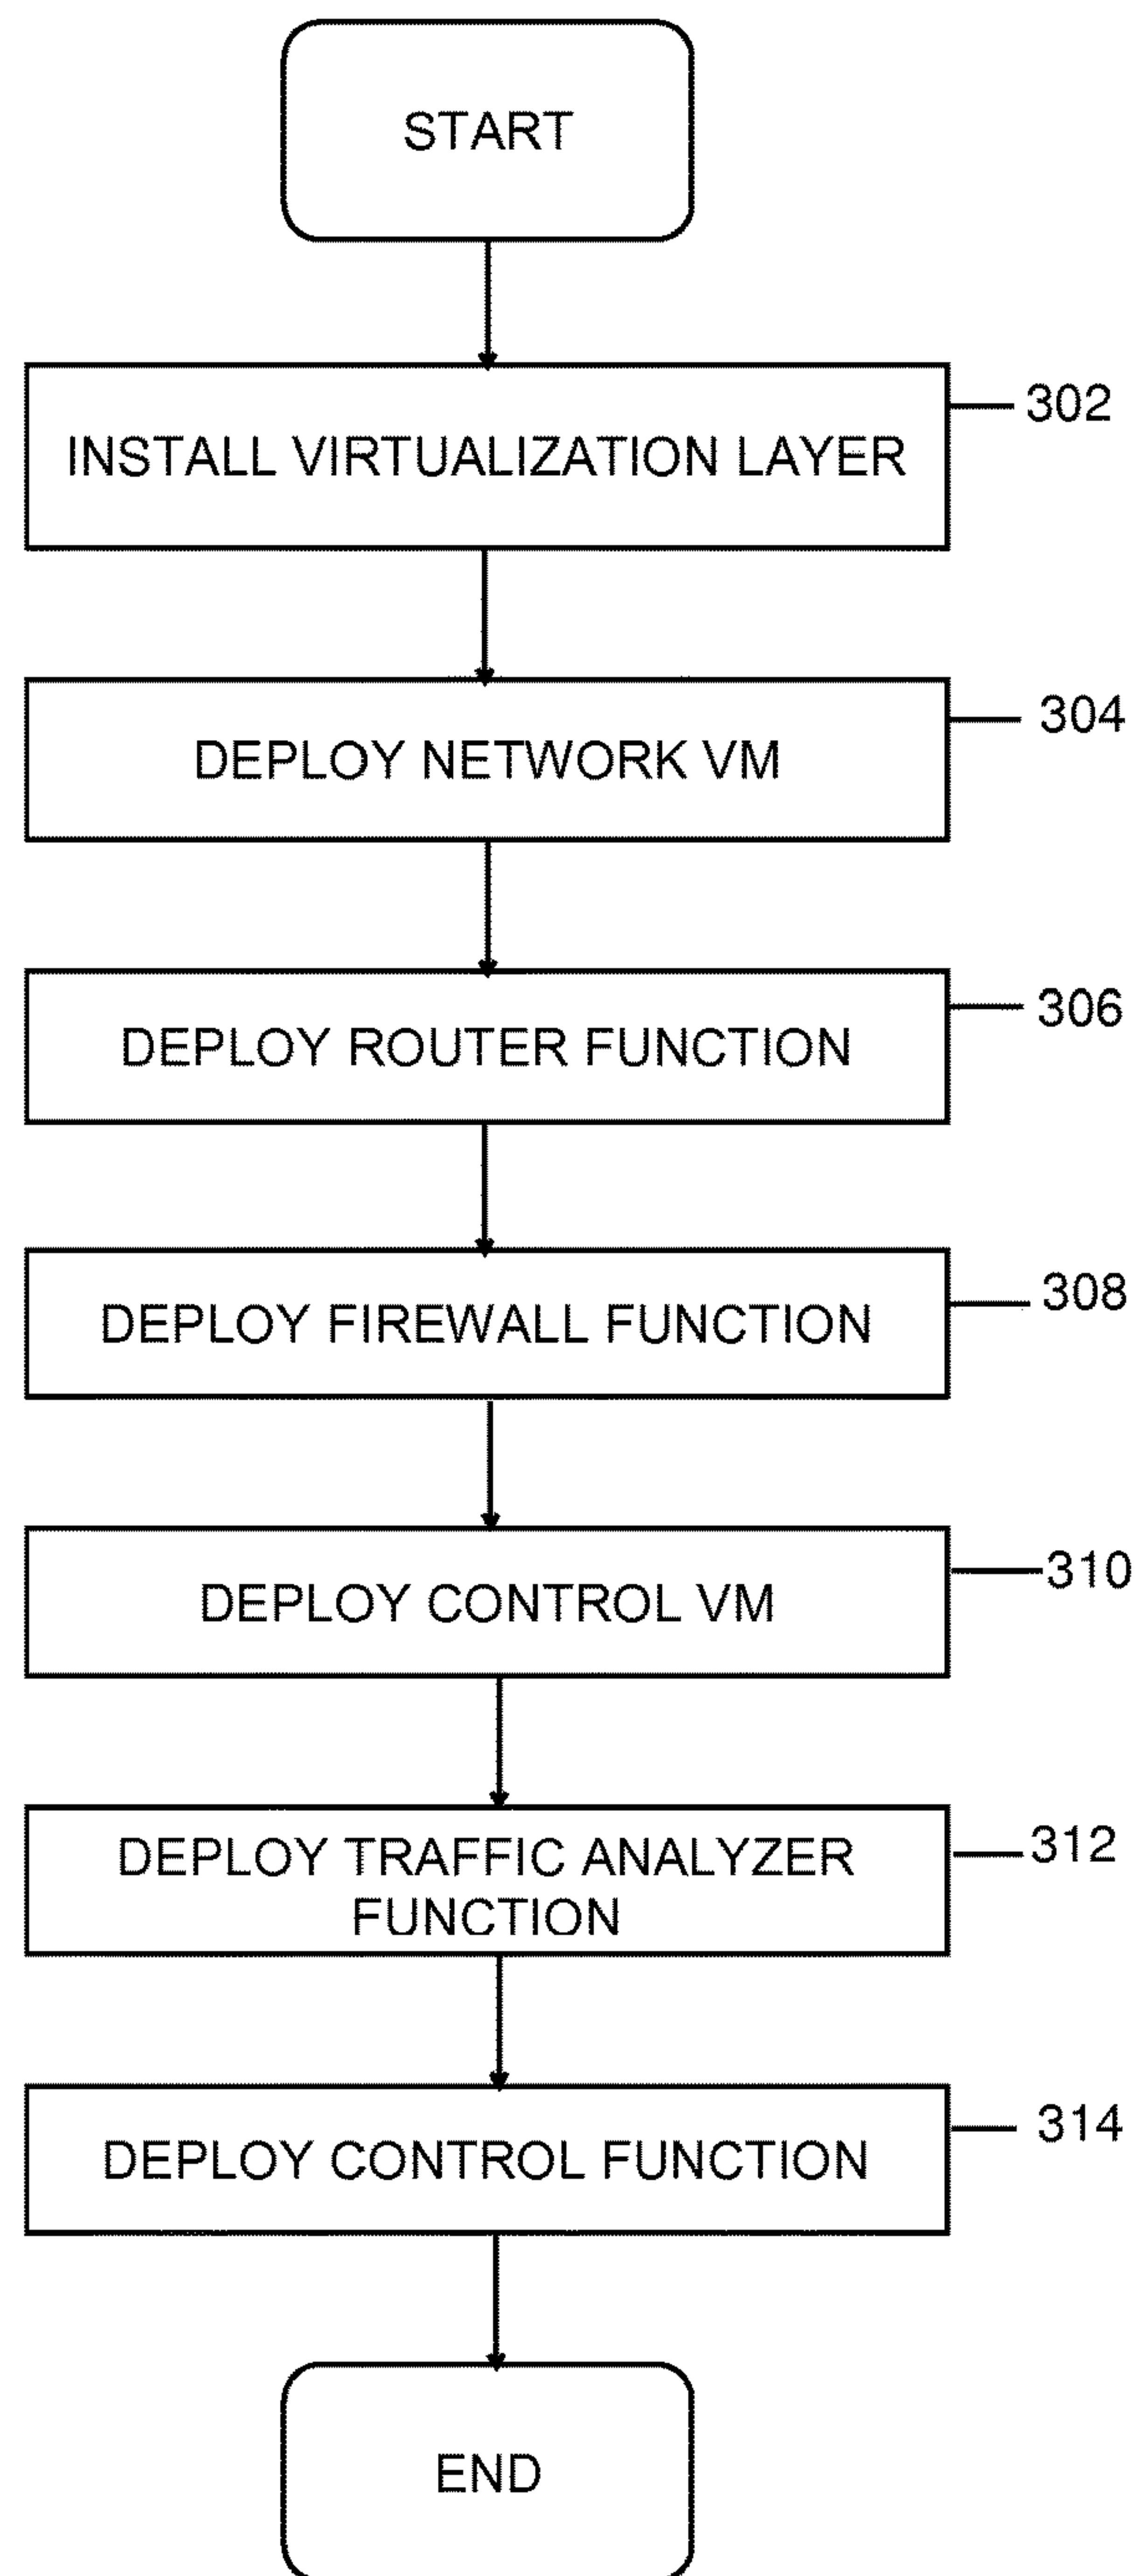 START
INSTALL VIRTUALIZATION LAYER
302
DEPLOY NETWORK VM
304
DEPLOY ROUTER FUNCTION
306
DEPLOY FIREWALL FUNCTION
308
DEPLOY CONTROL VM
310
DEPLOY TRAFFIC ANALYZER
FUNCTION
312
DEPLOY CONTROL FUNCTION
314
END